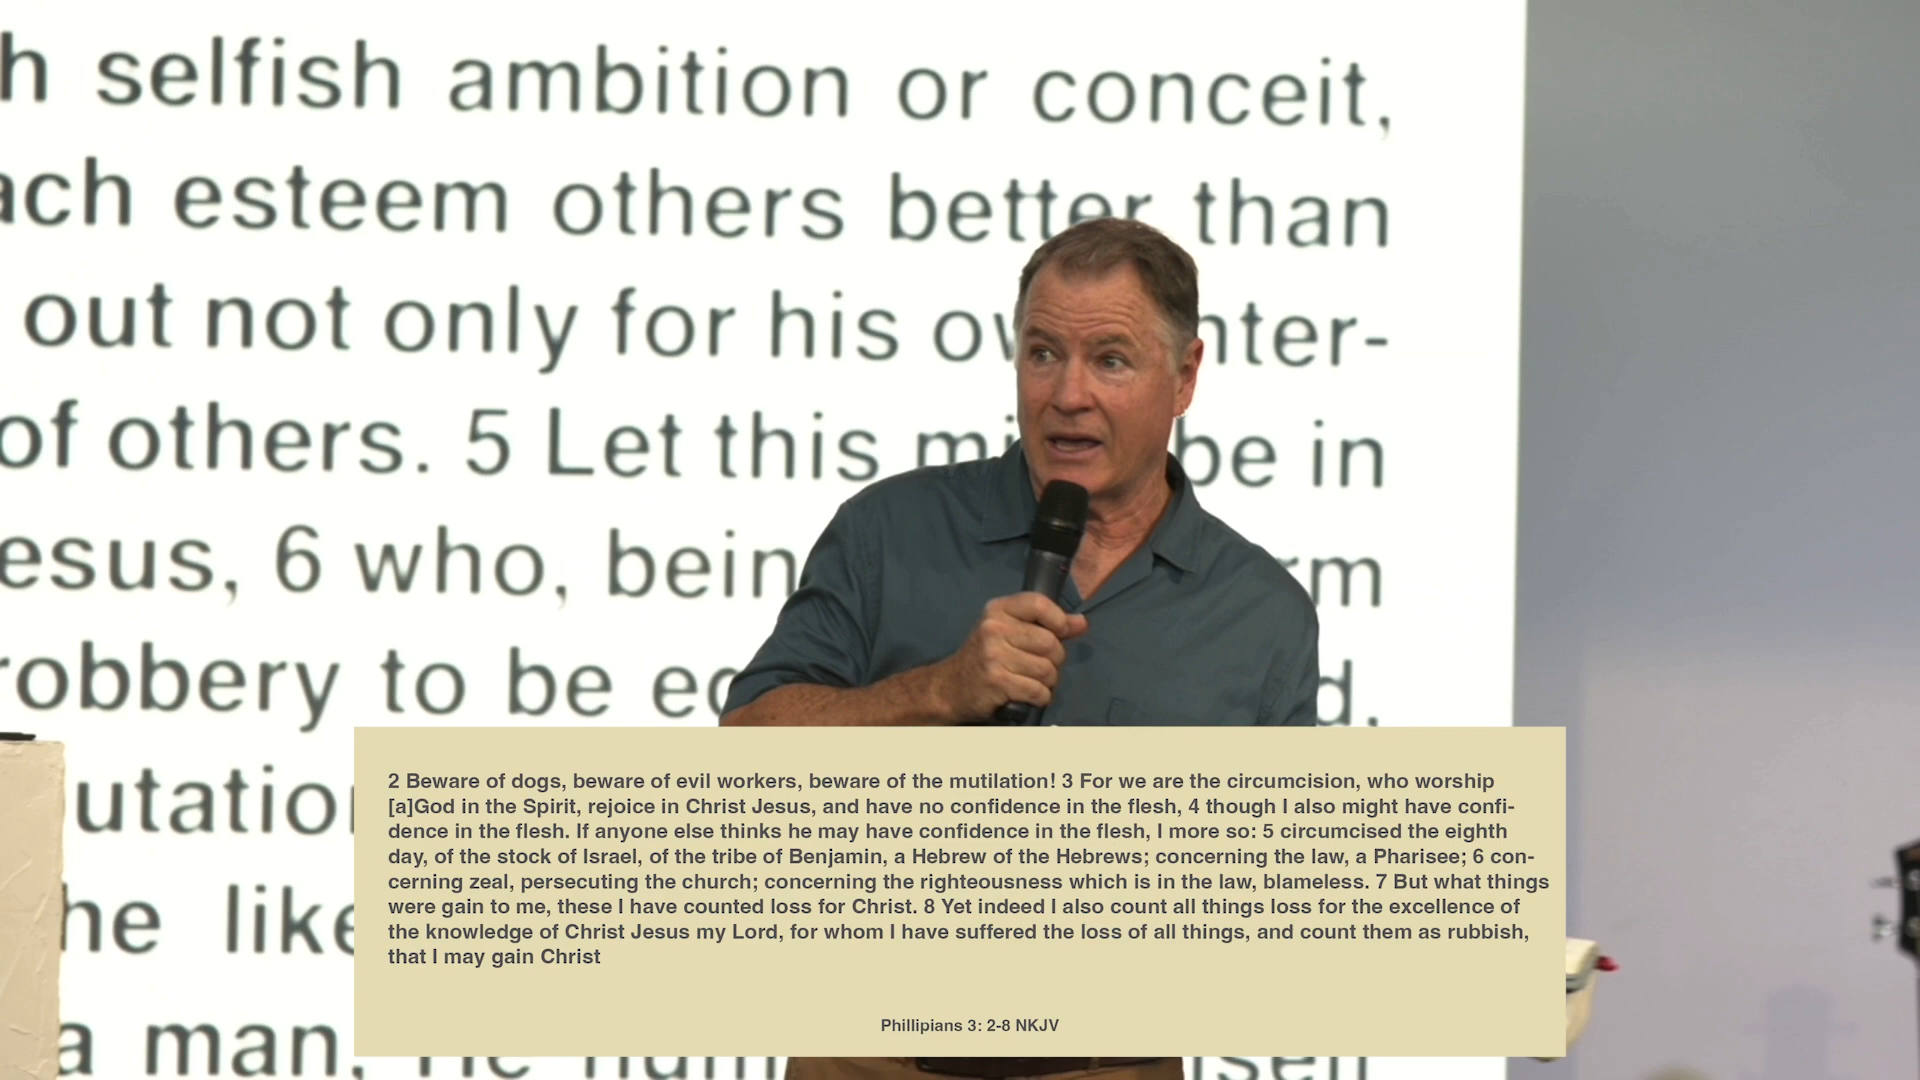 h selfish ambition or conceit,
ach esteem others better than
out not only for his nter-
of others. 5 Let this be in
esus, 6 who, rm
robbery to be d,
utatio
he like
a man, He
2 Beware of dogs, beware of evil workers, beware of the mutilation! 3 For we are the circumcision, who worship
[a]God in the Spirit, rejoice in Christ Jesus, and have no confidence in the flesh, 4 though I also might have confi-
dence in the flesh. If anyone else thinks he may have confidence in the flesh, I more so: 5 circumcised the eighth
day, of the stock of Israel, of the tribe of Benjamin, a Hebrew of the Hebrews; concerning the law, a Pharisee; 6 con-
cerning zeal, persecuting the church; concerning the righteousness which is in the law, blameless. 7 But what things
were gain to me, these I have counted loss for Christ. 8 Yet indeed I also count all things loss for the excellence of
the knowledge of Christ Jesus my Lord, for whom I have suffered the loss of all things, and count them as rubbish,
that I may gain Christ
Phillipians 3: 2-8 NKJV